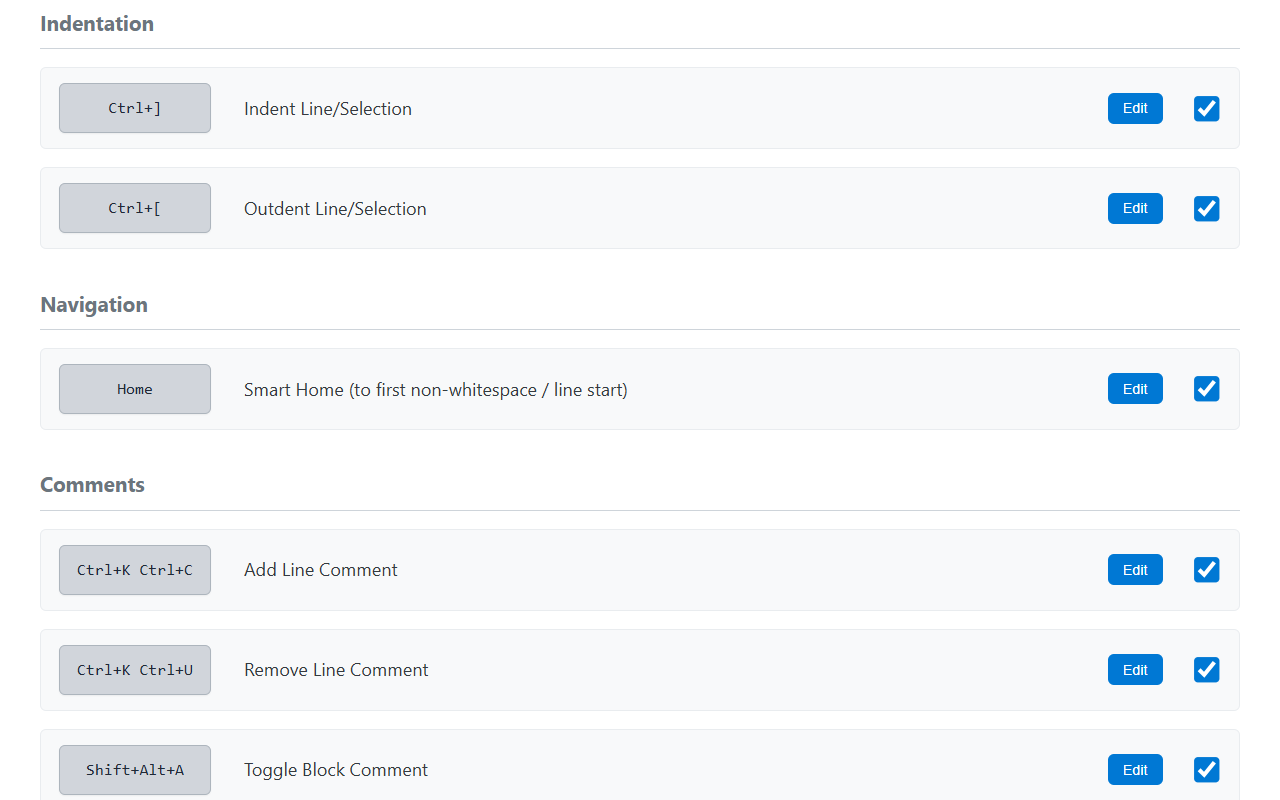 Indentation
Ctrl+] Indent Line/Selection Edit
Ctrl+[ Outdent Line/Selection Edit
Navigation
Home Smart Home (to first non-whitespace / line start) Edit
Comments
Ctrl+K Ctrl+C Add Line Comment Edit
Ctrl+K Ctrl+U Remove Line Comment Edit
Shift+Alt+A Toggle Block Comment Edit